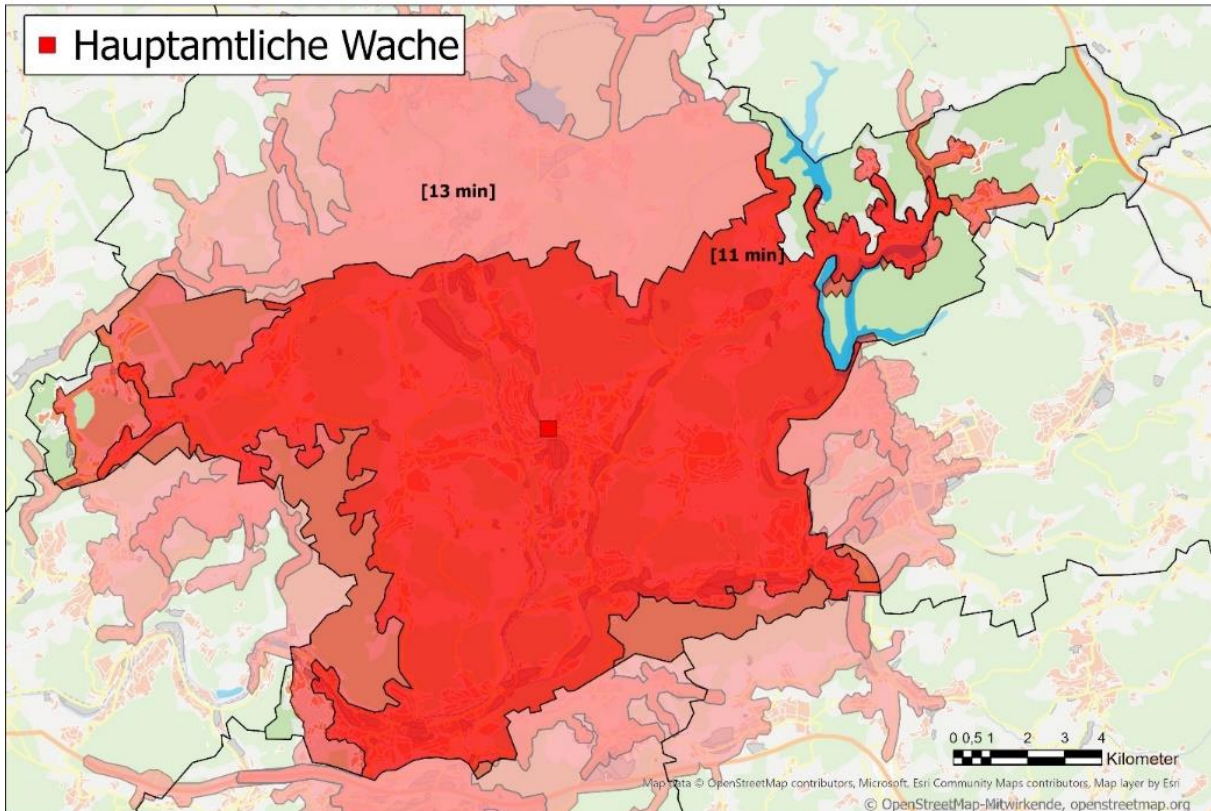 Hauptamtliche Wache
[13 min]
[11 min]
0 0,5 1 2 3 4
Kilometer
Map data © OpenStreetMap contributors, Microsoft, Esri Community Maps contributors, Map layer by Esri
© OpenStreetMap-Mitwirkende, openstreetmap.org